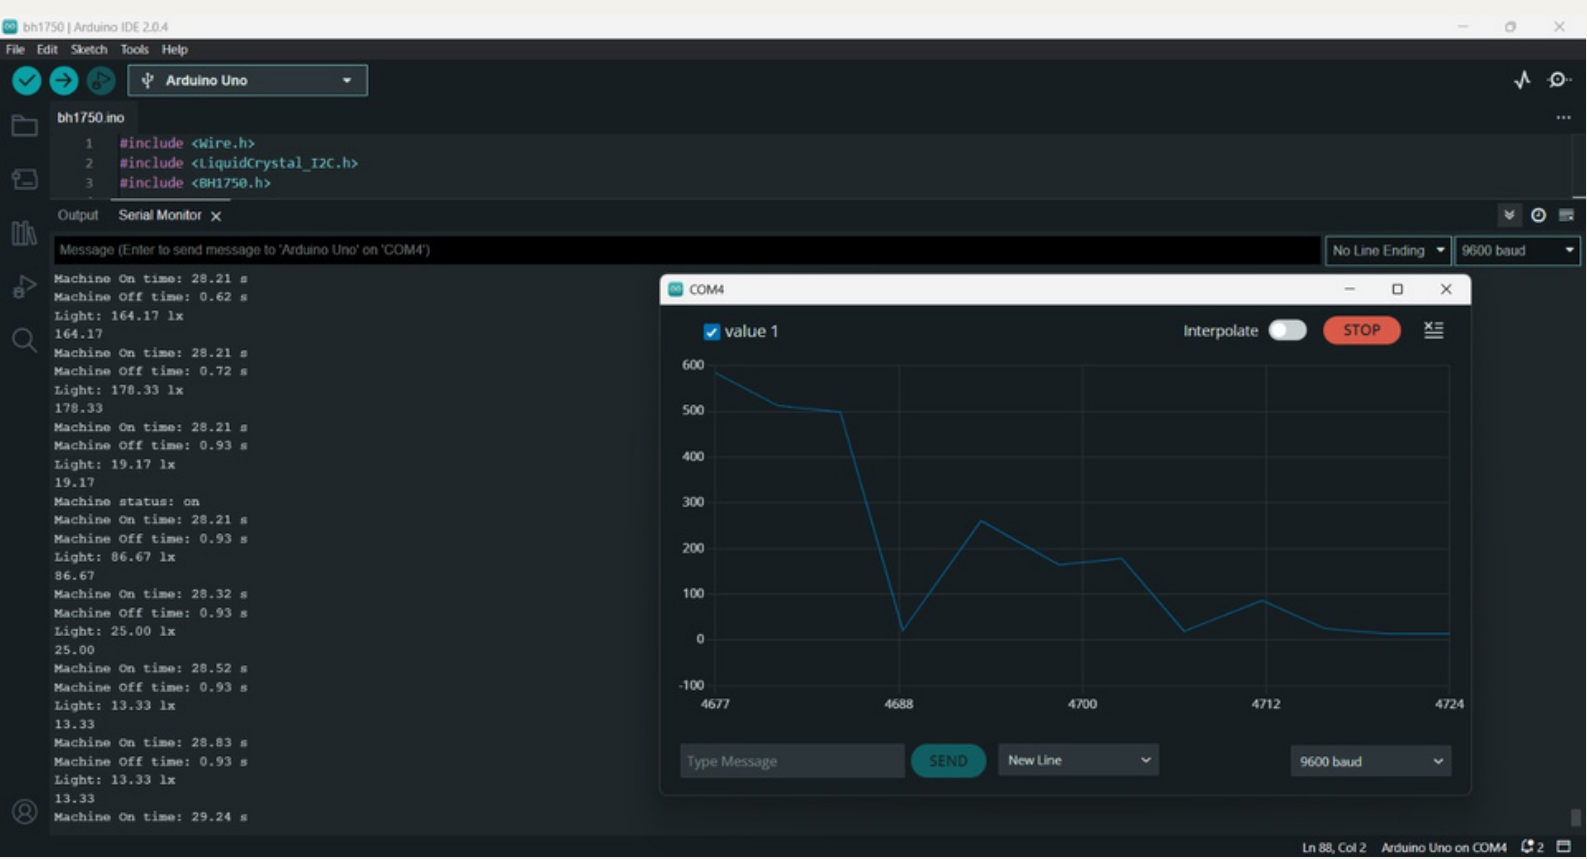 bh1750 | Arduino IDE 2.0.4
File Edit Sketch Tools Help
Arduino Uno
bh1750.ino
1 #include <Wire.h>
2 #include <LiquidCrystal_I2C.h>
3 #include <BH1750.h>
Output Serial Monitor
Message (Enter to send message to 'Arduino Uno' on 'COM4')
No Line Ending
9600 baud
Machine On time: 28.21 s
Machine Off time: 0.62 s
Light: 164.17 lx
164.17
Machine On time: 28.21 s
Machine Off time: 0.72 s
Light: 178.33 lx
178.33
Machine On time: 28.21 s
Machine Off time: 0.93 s
Light: 19.17 lx
19.17
Machine status: on
Machine On time: 28.21 s
Machine Off time: 0.93 s
Light: 86.67 lx
86.67
Machine On time: 28.32 s
Machine Off time: 0.93 s
Light: 25.00 lx
25.00
Machine On time: 28.52 s
Machine Off time: 0.93 s
Light: 13.33 lx
13.33
Machine On time: 28.83 s
Machine Off time: 0.93 s
Light: 13.33 lx
13.33
Machine On time: 29.24 s
COM4
value 1
Interpolate
STOP
600
500
400
300
200
100
0
-100
4677 4688 4700 4712 4724
Type Message
SEND
New Line
9600 baud
Ln 88, Col 2 Arduino Uno on COM4 2